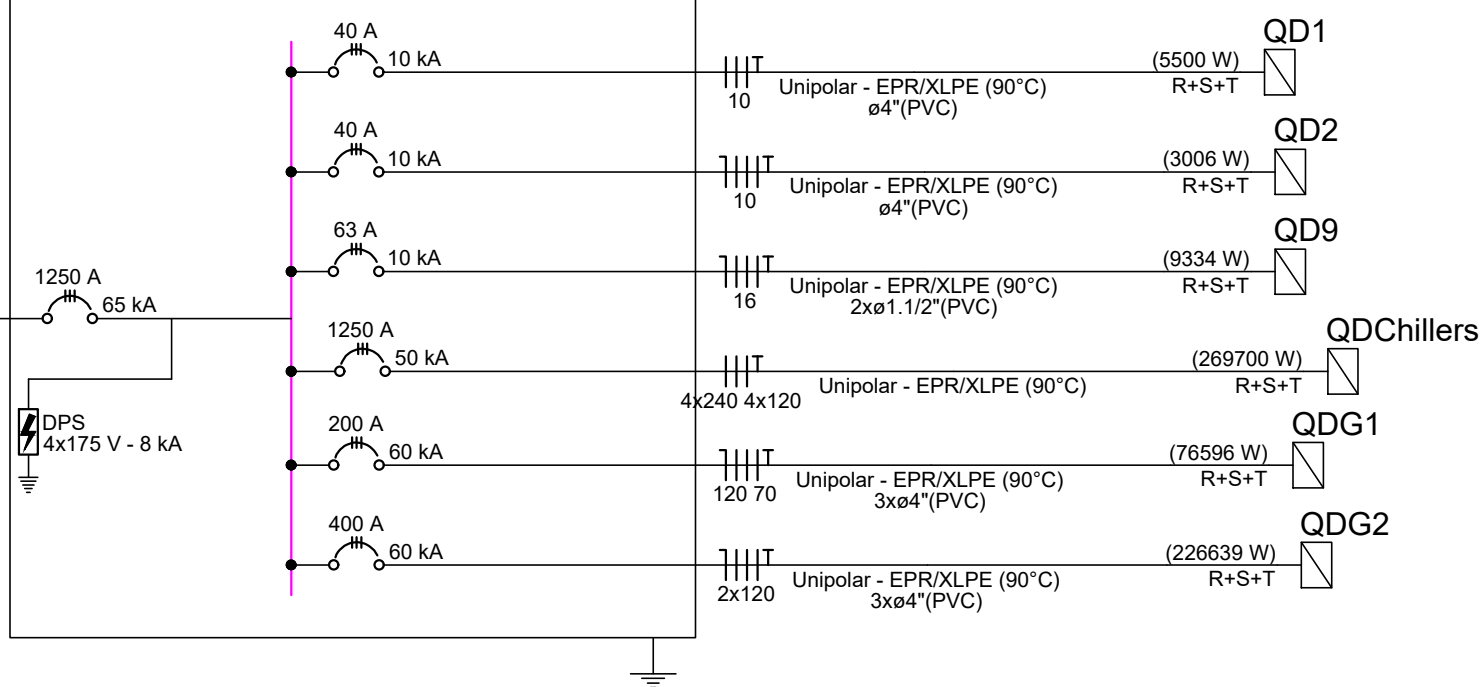 40 A
10 kA
10
Unipolar - EPR/XLPE (90°C)
ø4"(PVC)
(5500 W)
R+S+T
QD1
40 A
10 kA
10
Unipolar - EPR/XLPE (90°C)
ø4"(PVC)
(3006 W)
R+S+T
QD2
63 A
10 kA
16
Unipolar - EPR/XLPE (90°C)
2xø1.1/2"(PVC)
(9334 W)
R+S+T
QD9
1250 A
65 kA
1250 A
50 kA
4x240 4x120
Unipolar - EPR/XLPE (90°C)
(269700 W)
R+S+T
QDChillers
DPS
4x175 V - 8 kA
200 A
60 kA
120 70
Unipolar - EPR/XLPE (90°C)
3xø4"(PVC)
(76596 W)
R+S+T
QDG1
400 A
60 kA
2x120
Unipolar - EPR/XLPE (90°C)
3xø4"(PVC)
(226639 W)
R+S+T
QDG2